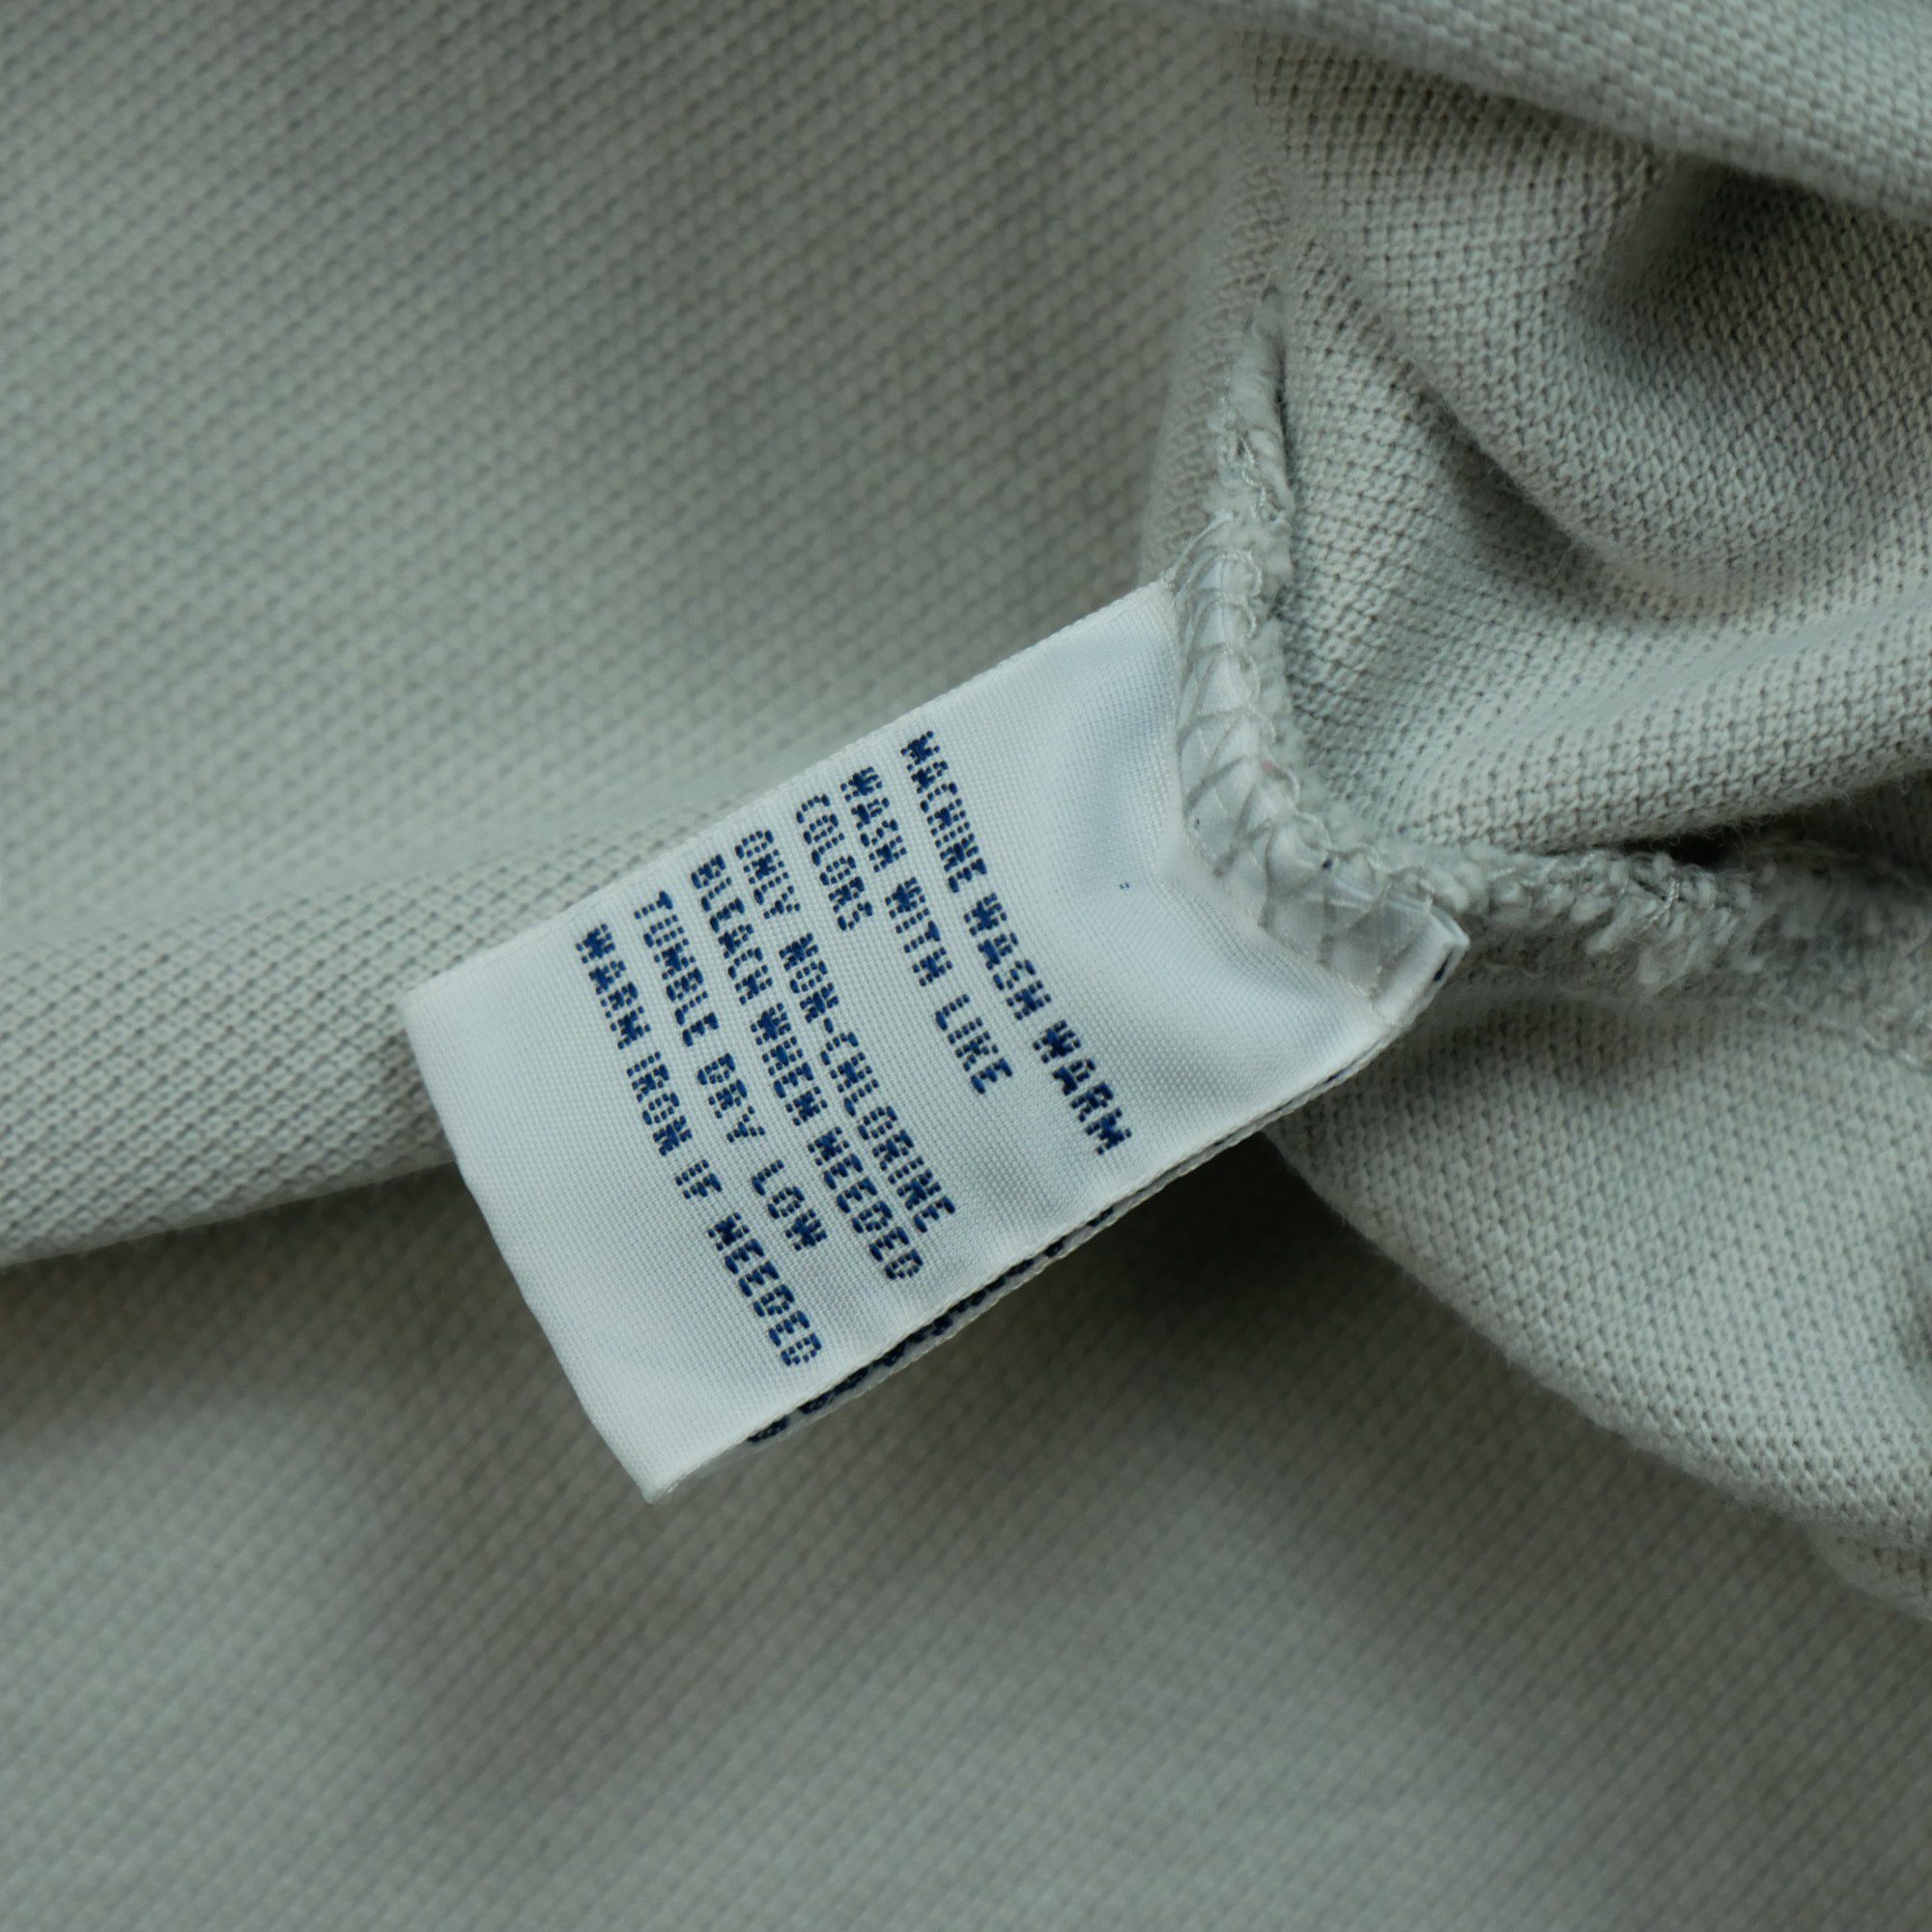 MACHINE WASH WARM
WASH WITH LIKE
COLORS
ONLY NON-CHLORINE
BLEACH WHEN NEEDED
TUMBLE DRY LOW
WARM IRON IF NEEDED